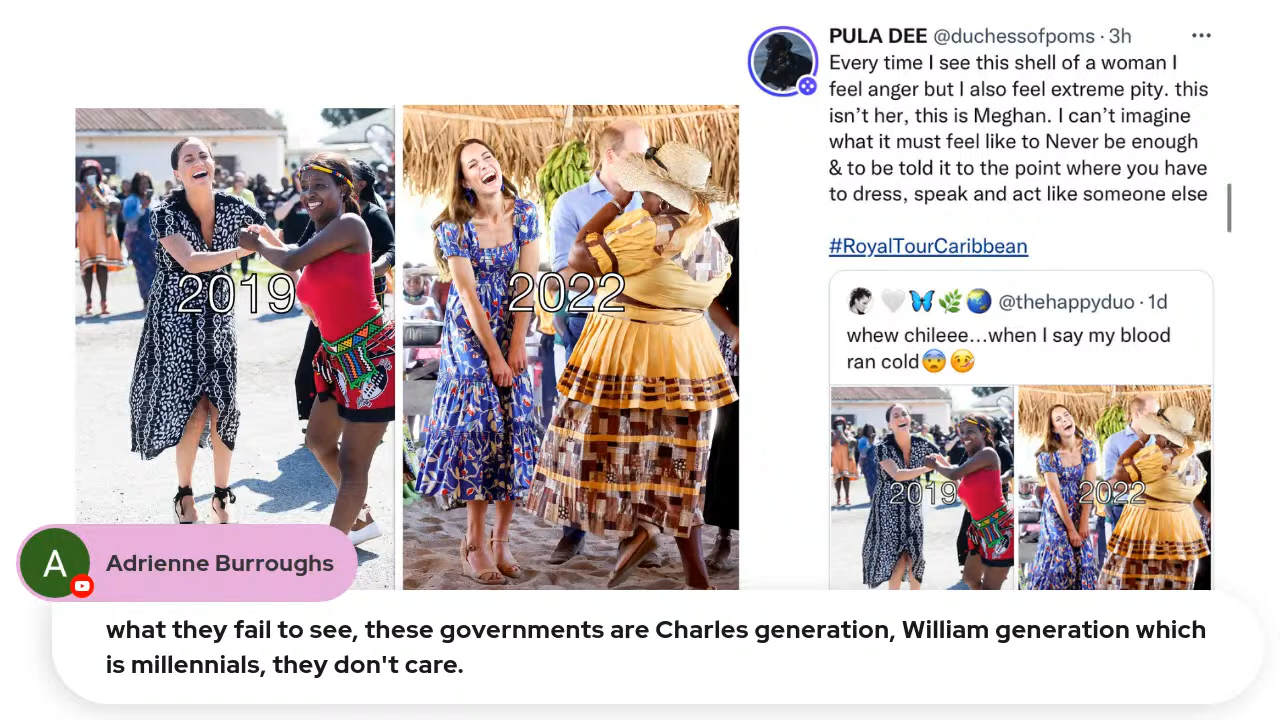 PULA DEE @duchessofpoms · 3h
Every time I see this shell of a woman I
feel anger but I also feel extreme pity. this
isn’t her, this is Meghan. I can’t imagine
what it must feel like to Never be enough
& to be told it to the point where you have
to dress, speak and act like someone else
#RoyalTourCaribbean
🤍🦋🌿🌏 @thehappyduo · 1d
whew chileee...when I say my blood
ran cold😨🤒
2019
2022
2019
2022
A
Adrienne Burroughs
what they fail to see, these governments are Charles generation, William generation which
is millennials, they don't care.